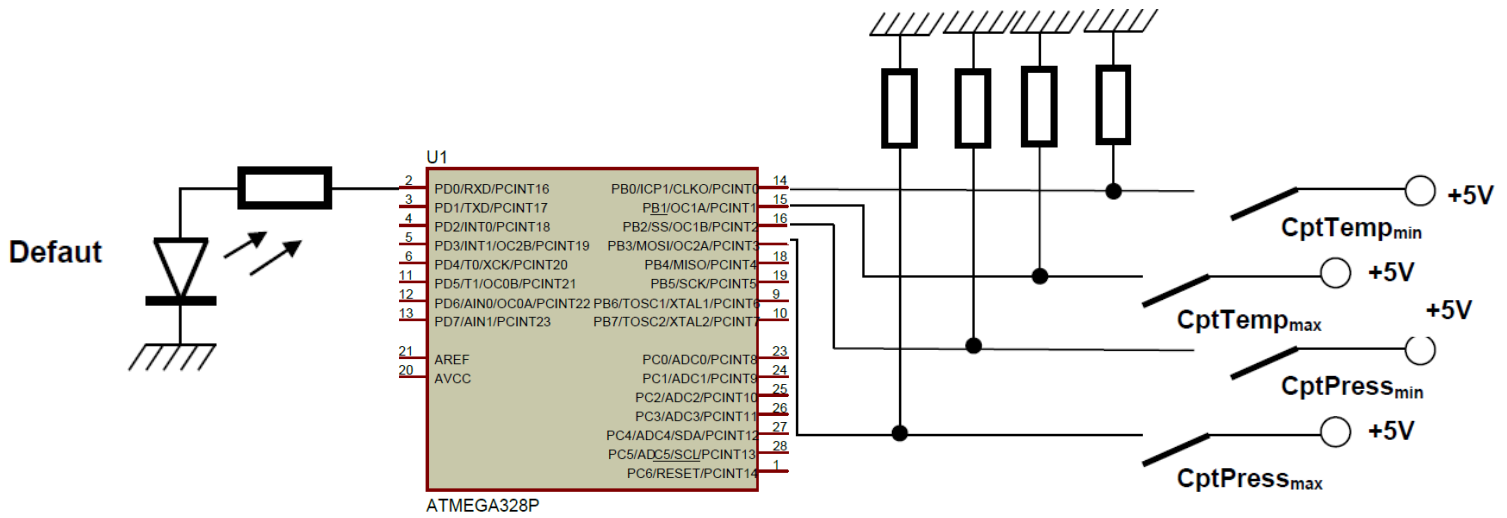 U1
2 PD0/RXD/PCINT16
3 PD1/TXD/PCINT17
4 PD2/INT0/PCINT18
5 PD3/INT1/OC2B/PCINT19
6 PD4/T0/XCK/PCINT20
11 PD5/T1/OC0B/PCINT21
12 PD6/AIN0/OC0A/PCINT22
13 PD7/AIN1/PCINT23
21 AREF
20 AVCC
PB0/ICP1/CLKO/PCINT0 14
PB1/OC1A/PCINT1 15
PB2/SS/OC1B/PCINT2 16
PB3/MOSI/OC2A/PCINT3
PB4/MISO/PCINT4 18
PB5/SCK/PCINT5 19
PB6/TOSC1/XTAL1/PCINT6 9
PB7/TOSC2/XTAL2/PCINT7 10
PC0/ADC0/PCINT8 23
PC1/ADC1/PCINT9 24
PC2/ADC2/PCINT10 25
PC3/ADC3/PCINT11 26
PC4/ADC4/SDA/PCINT12 27
PC5/ADC5/SCL/PCINT13 28
PC6/RESET/PCINT14 1
ATMEGA328P
Defaut
+5V
CptTempmin
+5V
CptTempmax
+5V
CptPressmin
+5V
CptPressmax